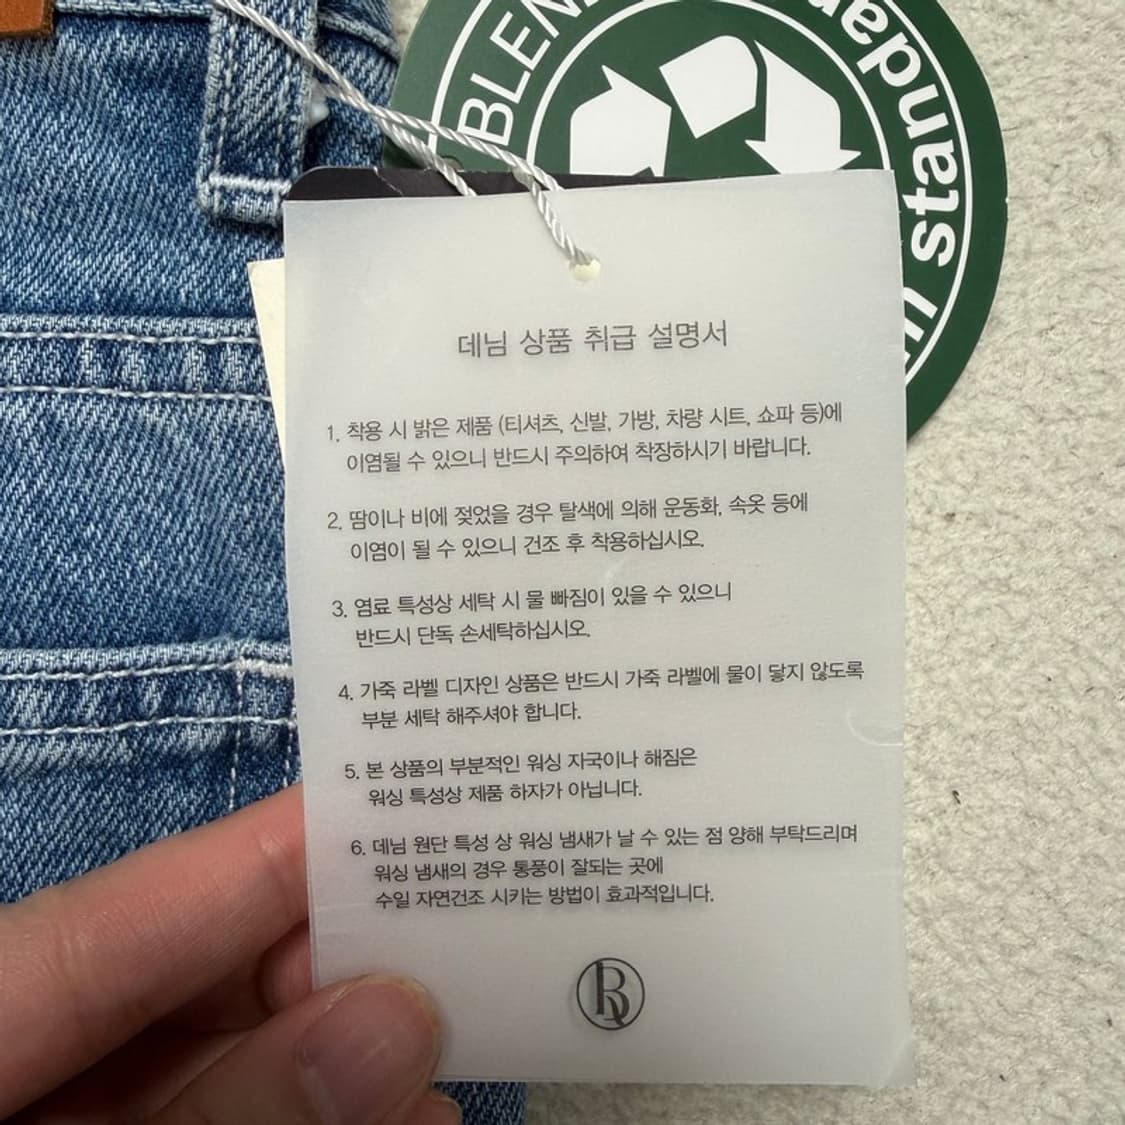 BLEN
standar
데님 상품 취급 설명서
1. 착용 시 밝은 제품 (티셔츠, 신발, 가방, 차량 시트, 쇼파 등)에
이염될 수 있으니 반드시 주의하여 착장하시기 바랍니다.
2. 땀이나 비에 젖었을 경우 탈색에 의해 운동화, 속옷 등에
이염이 될 수 있으니 건조 후 착용하십시오.
3. 염료 특성상 세탁 시 물 빠짐이 있을 수 있으니
반드시 단독 손세탁하십시오.
4. 가죽 라벨 디자인 상품은 반드시 가죽 라벨에 물이 닿지 않도록
부분 세탁 해주셔야 합니다.
5. 본 상품의 부분적인 워싱 자국이나 해짐은
워싱 특성상 제품 하자가 아닙니다.
6. 데님 원단 특성 상 워싱 냄새가 날 수 있는 점 양해 부탁드리며
워싱 냄새의 경우 통풍이 잘되는 곳에
수일 자연건조 시키는 방법이 효과적입니다.